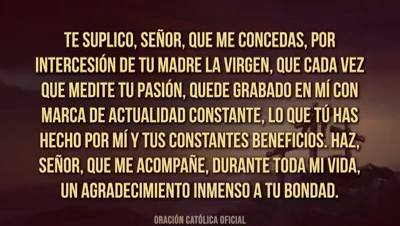 TE SUPLICO, SEÑOR, QUE ME CONCEDAS, POR
INTERCESIÓN DE TU MADRE LA VIRGEN, QUE CADA VEZ
QUE MEDITE TU PASIÓN, QUEDE GRABADO EN MÍ CON
MARCA DE ACTUALIDAD CONSTANTE, LO QUE TÚ HAS
HECHO POR MÍ Y TUS CONSTANTES BENEFICIOS. HAZ,
SEÑOR, QUE ME ACOMPAÑE, DURANTE TODA MI VIDA,
UN AGRADECIMIENTO INMENSO A TU BONDAD.
ORACIÓN CATÓLICA OFICIAL